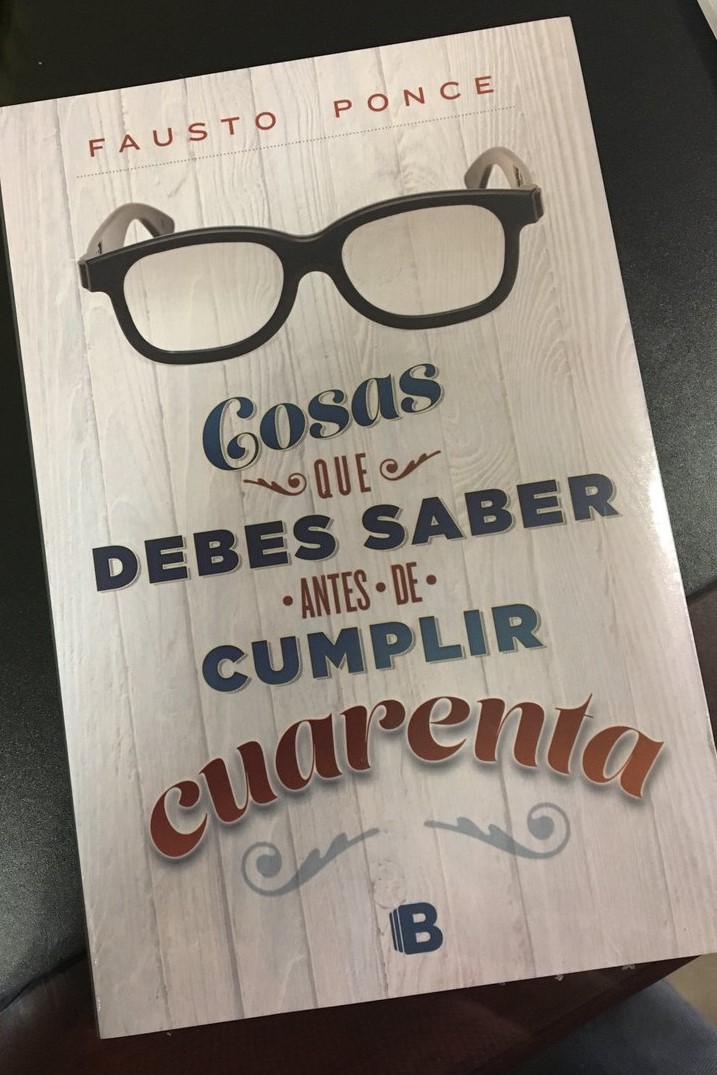 FAUSTO PONCE
Cosas
QUE
DEBES SABER
•ANTES•DE•
CUMPLIR
cuarenta
B